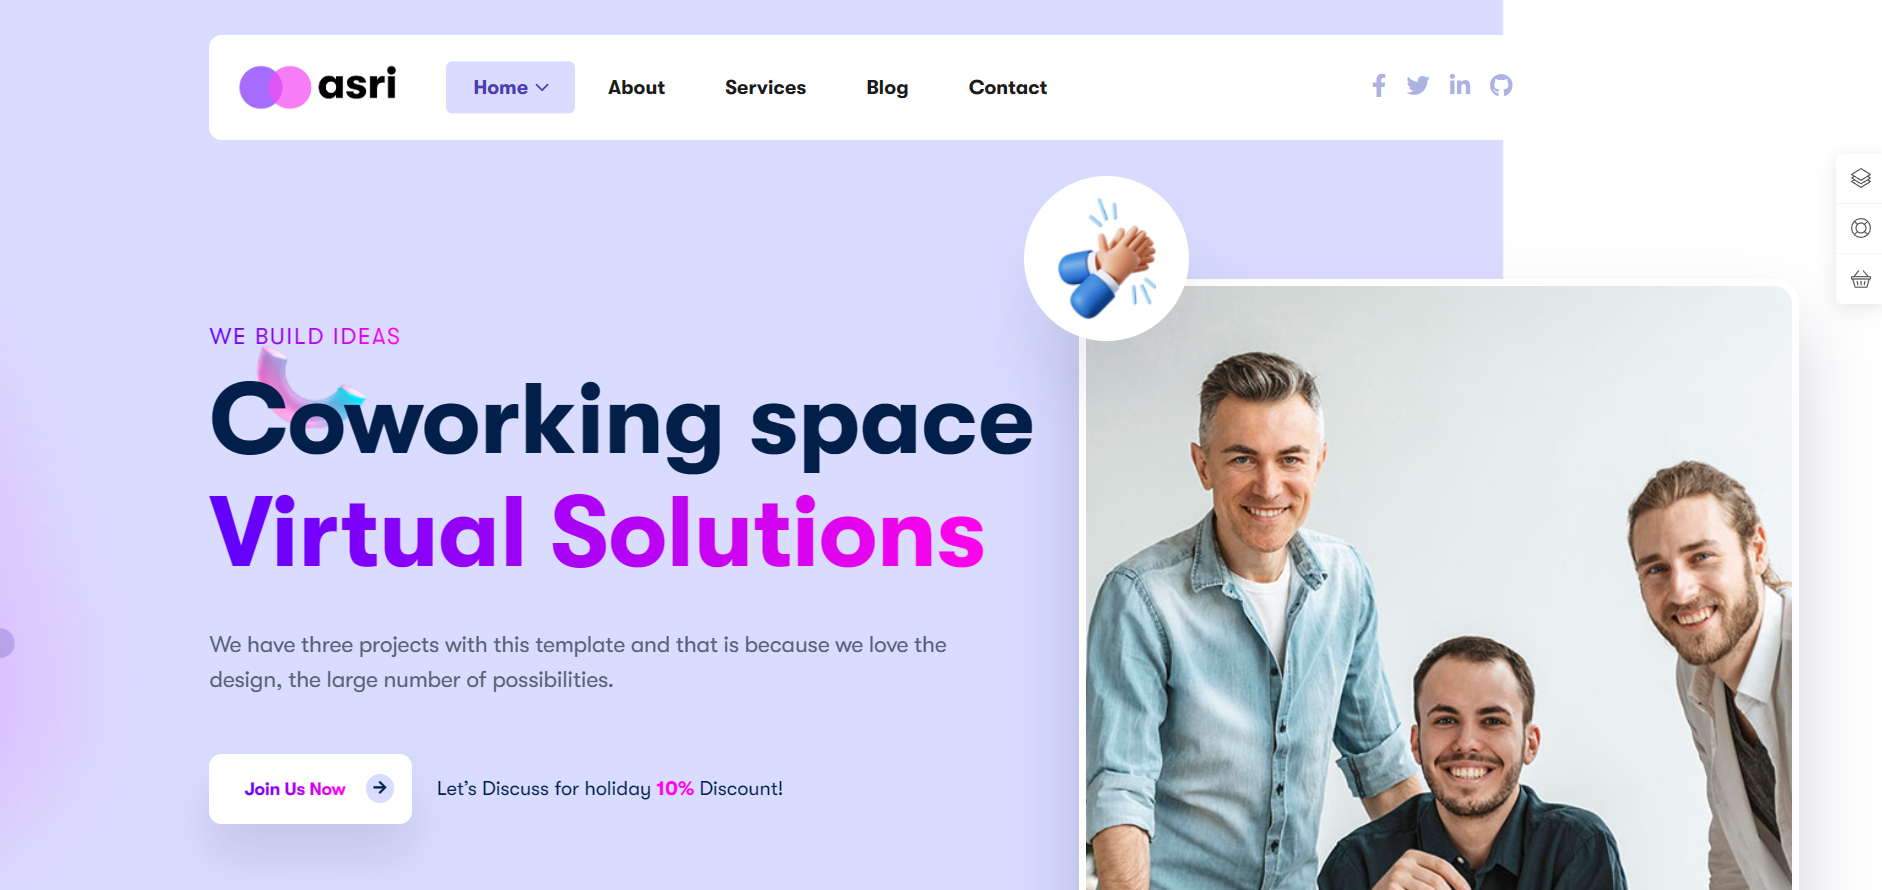 asri
Home About Services Blog Contact
WE BUILD IDEAS
Coworking space
Virtual Solutions
We have three projects with this template and that is because we love the
design, the large number of possibilities.
Join Us Now
Let’s Discuss for holiday 10% Discount!